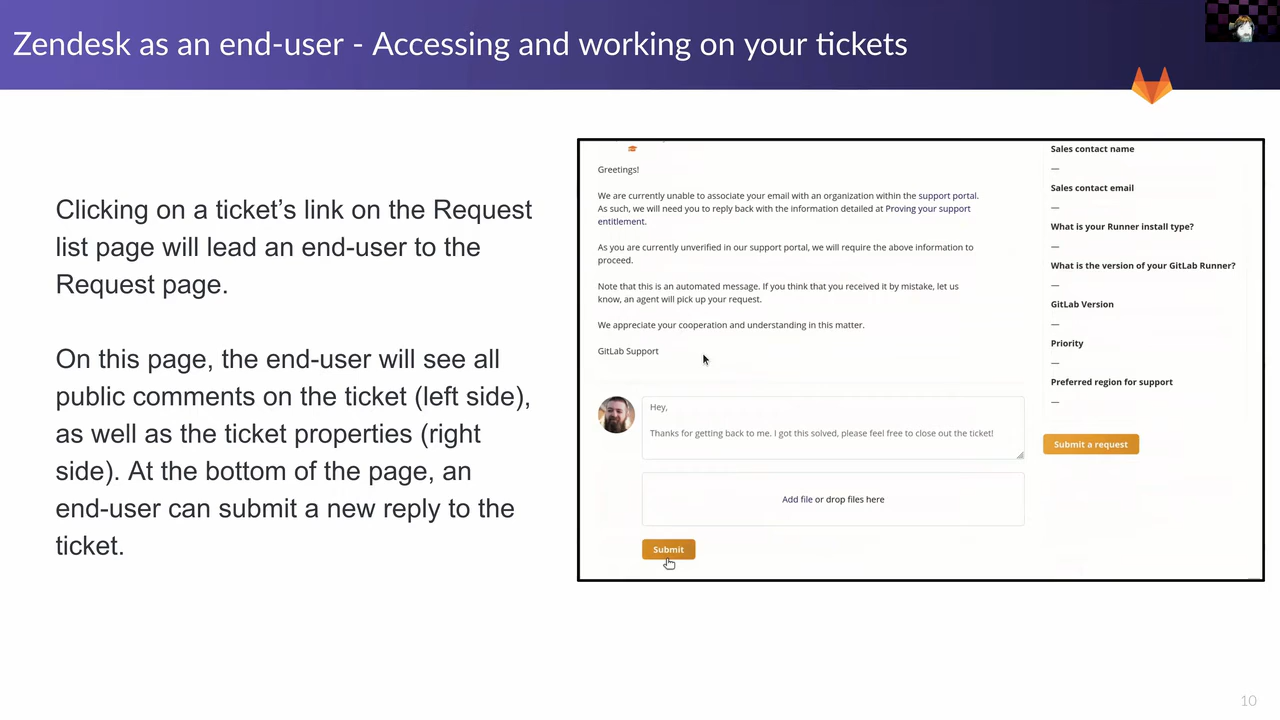 Zendesk as an end-user - Accessing and working on your tickets
Clicking on a ticket’s link on the Request
list page will lead an end-user to the
Request page.
On this page, the end-user will see all
public comments on the ticket (left side),
as well as the ticket properties (right
side). At the bottom of the page, an
end-user can submit a new reply to the
ticket.
Greetings!
We are currently unable to associate your email with an organization within the support portal.
As such, we will need you to reply back with the information detailed at Proving your support
entitlement.
As you are currently unverified in our support portal, we will require the above information to
proceed.
Note that this is an automated message. If you think that you received it by mistake, let us
know, an agent will pick up your request.
We appreciate your cooperation and understanding in this matter.
GitLab Support
Hey,
Thanks for getting back to me. I got this solved, please feel free to close out the ticket!
Add file or drop files here
Submit
Sales contact name
—
Sales contact email
—
What is your Runner install type?
—
What is the version of your GitLab Runner?
—
GitLab Version
—
Priority
—
Preferred region for support
—
Submit a request
10